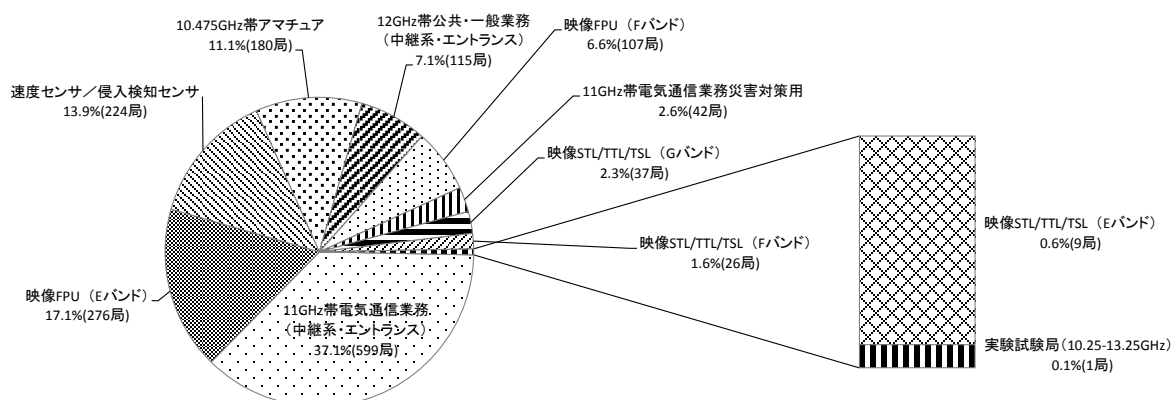 10.475GHz帯アマチュア
11.1%(180局)
12GHz帯公共・一般業務
（中継系・エントランス）
7.1%(115局)
映像FPU（Fバンド）
6.6%(107局)
速度センサ／侵入検知センサ
13.9%(224局)
11GHz帯電気通信業務災害対策用
2.6%(42局)
映像STL/TTL/TSL（Gバンド）
2.3%(37局)
映像STL/TTL/TSL（Fバンド）
1.6%(26局)
映像STL/TTL/TSL（Eバンド）
0.6%(9局)
映像FPU（Eバンド）
17.1%(276局)
11GHz帯電気通信業務
（中継系・エントランス）
37.1%(599局)
実験試験局（10.25-13.25GHz）
0.1%(1局)